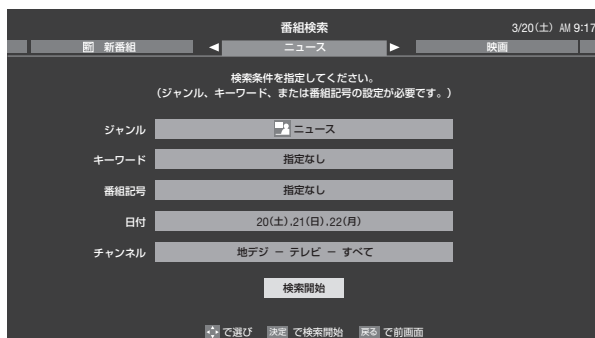 番組検索
3/20(土) AM 9:17
新 新番組 ◀ ニュース ▶ 映画
検索条件を指定してください。
(ジャンル、キーワード、または番組記号の設定が必要です。)
ジャンル ニュース
キーワード 指定なし
番組記号 指定なし
日付 20(土).21(日).22(月)
チャンネル 地デジ − テレビ − すべて
検索開始
で選び 決定 で検索開始 戻る で前画面